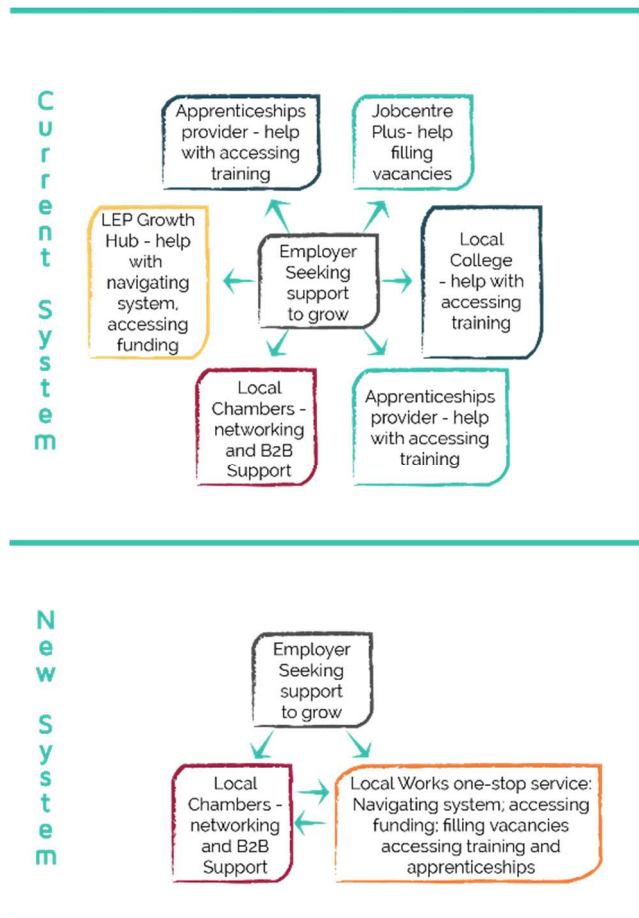 Current System
Apprenticeships
provider - help
with accessing
training
Jobcentre
Plus- help
filling
vacancies
LEP Growth
Hub - help
with
navigating
system,
accessing
funding
Employer
Seeking
support
to grow
Local
College
- help with
accessing
training
Local
Chambers -
networking
and B2B
Support
Apprenticeships
provider - help
with accessing
training
New System
Employer
Seeking
support
to grow
Local
Chambers -
networking
and B2B
Support
Local Works one-stop service:
Navigating system; accessing
funding; filling vacancies
accessing training and
apprenticeships